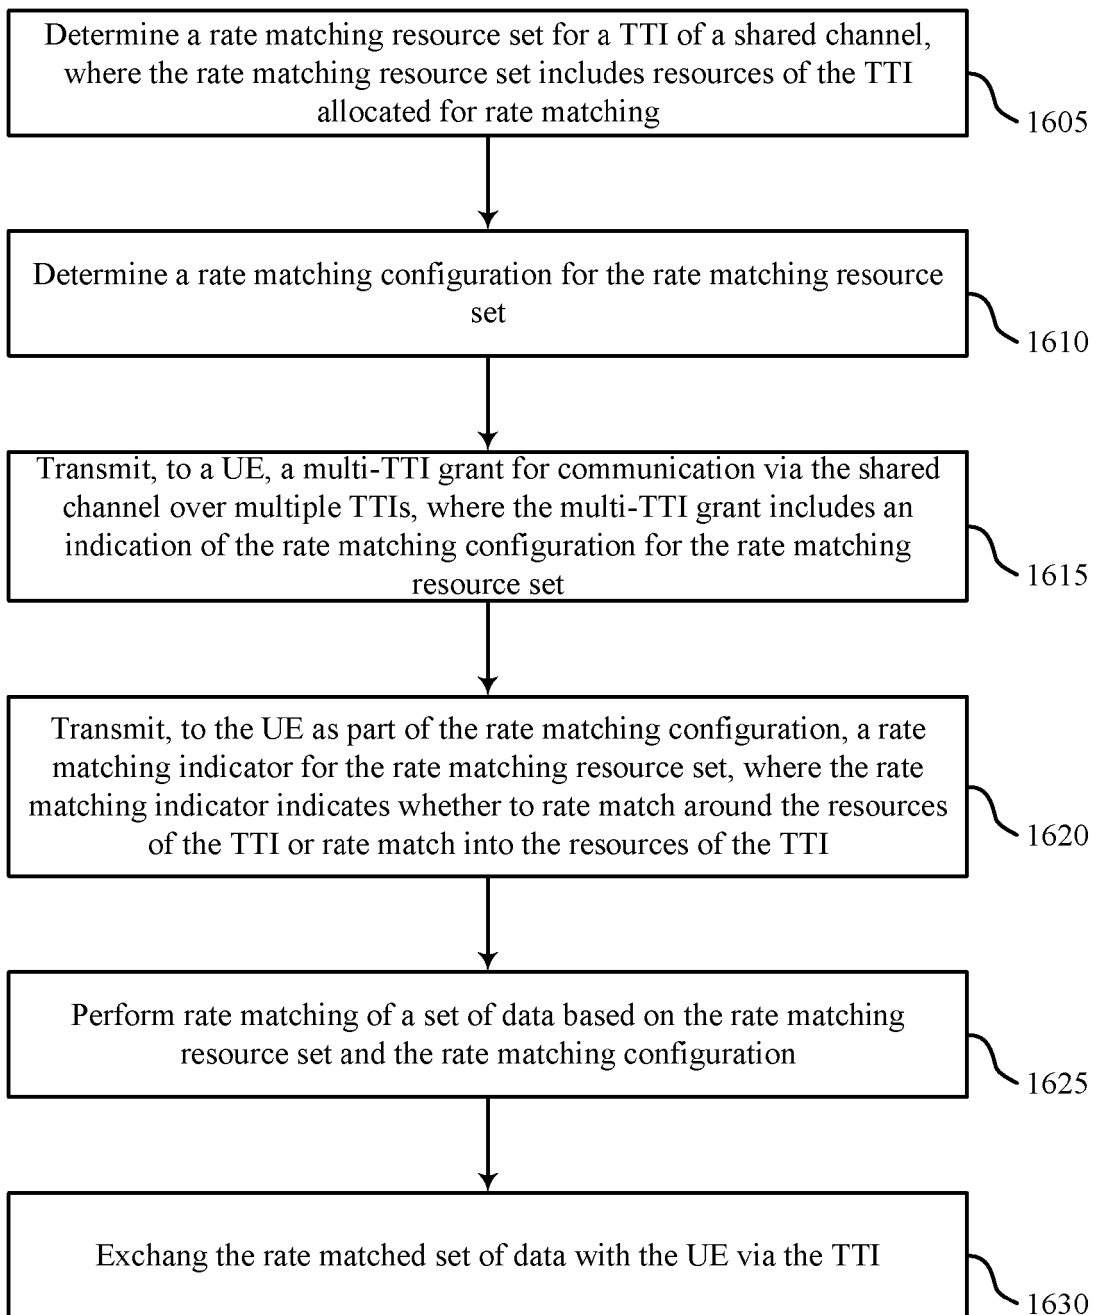 Determine a rate matching resource set for a TTI of a shared channel,
where the rate matching resource set includes resources of the TTI
allocated for rate matching
1605
Determine a rate matching configuration for the rate matching resource
set
1610
Transmit, to a UE, a multi-TTI grant for communication via the shared
channel over multiple TTIs, where the multi-TTI grant includes an
indication of the rate matching configuration for the rate matching
resource set
1615
Transmit, to the UE as part of the rate matching configuration, a rate
matching indicator for the rate matching resource set, where the rate
matching indicator indicates whether to rate match around the resources
of the TTI or rate match into the resources of the TTI
1620
Perform rate matching of a set of data based on the rate matching
resource set and the rate matching configuration
1625
Exchang the rate matched set of data with the UE via the TTI
1630